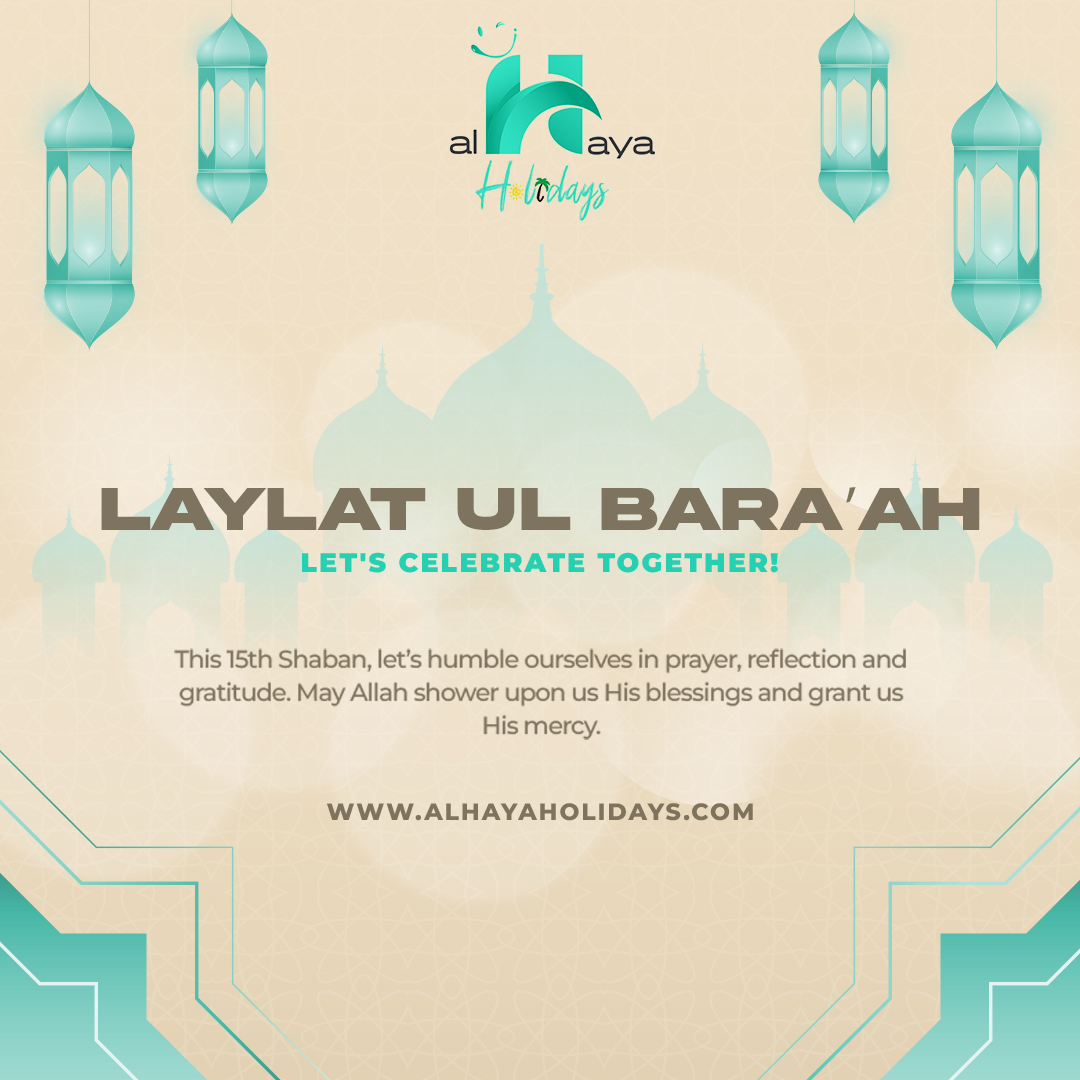 al Haya
Holidays
LAYLAT UL BARA'AH
LET'S CELEBRATE TOGETHER!
This 15th Shaban, let’s humble ourselves in prayer, reflection and
gratitude. May Allah shower upon us His blessings and grant us
His mercy.
WWW.ALHAYAHOLIDAYS.COM